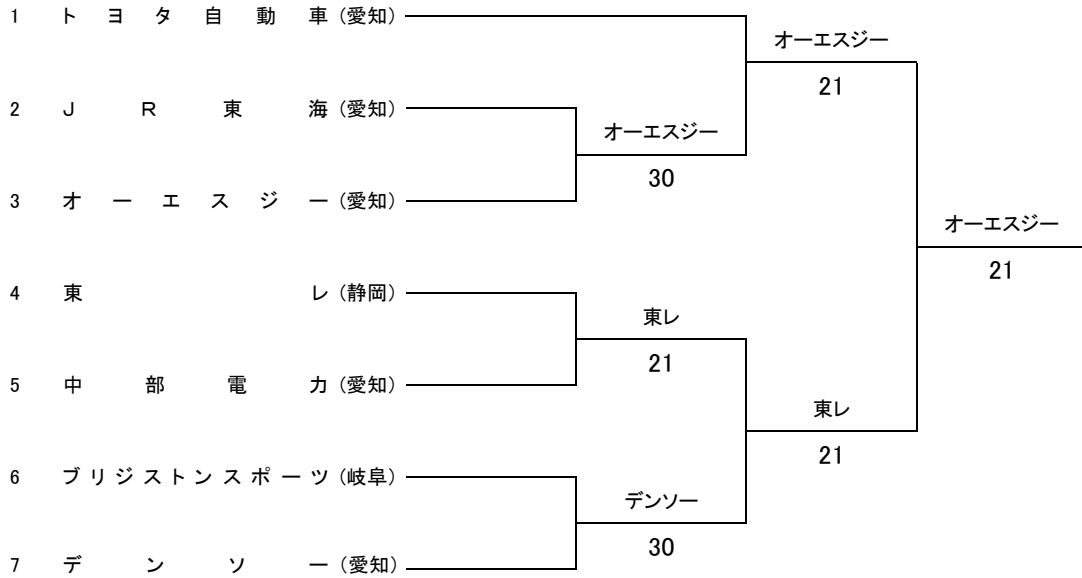 1 トヨタ自動車（愛知）
オーエスジー
21
2 ＪＲ東海（愛知）
オーエスジー
30
3 オーエスジー（愛知）
オーエスジー
21
4 東レ（静岡）
東レ
21
5 中部電力（愛知）
東レ
21
6 ブリジストンスポーツ（岐阜）
デンソー
30
7 デンソー（愛知）